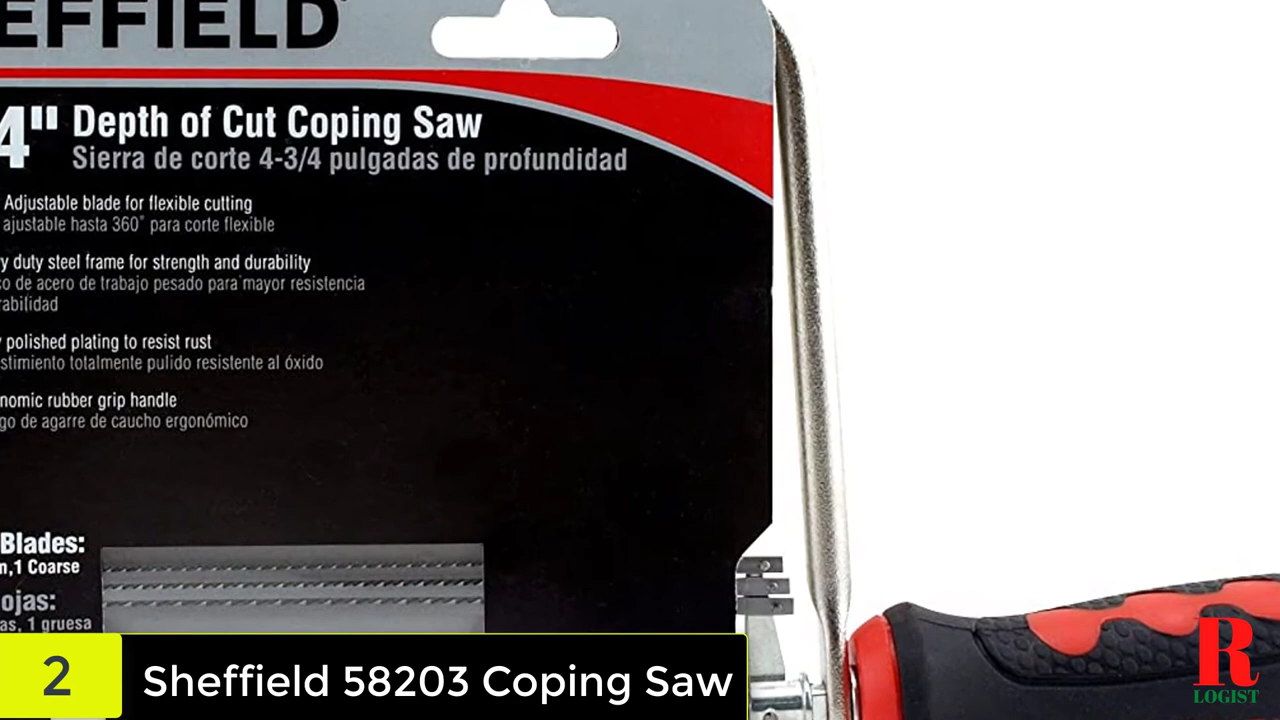 EFFIELD
4" Depth of Cut Coping Saw
Sierra de corte 4-3/4 pulgadas de profundidad
Adjustable blade for flexible cutting
ajustable hasta 360° para corte flexible
y duty steel frame for strength and durability
co de acero de trabajo pesado para mayor resistencia
rabilidad
y polished plating to resist rust
stimiento totalmente pulido resistente al óxido
nomic rubber grip handle
go de agarre de caucho ergonómico
Blades:
n,1 Coarse
ojas:
as, 1 gruesa
2 Sheffield 58203 Coping Saw
R
LOGIST